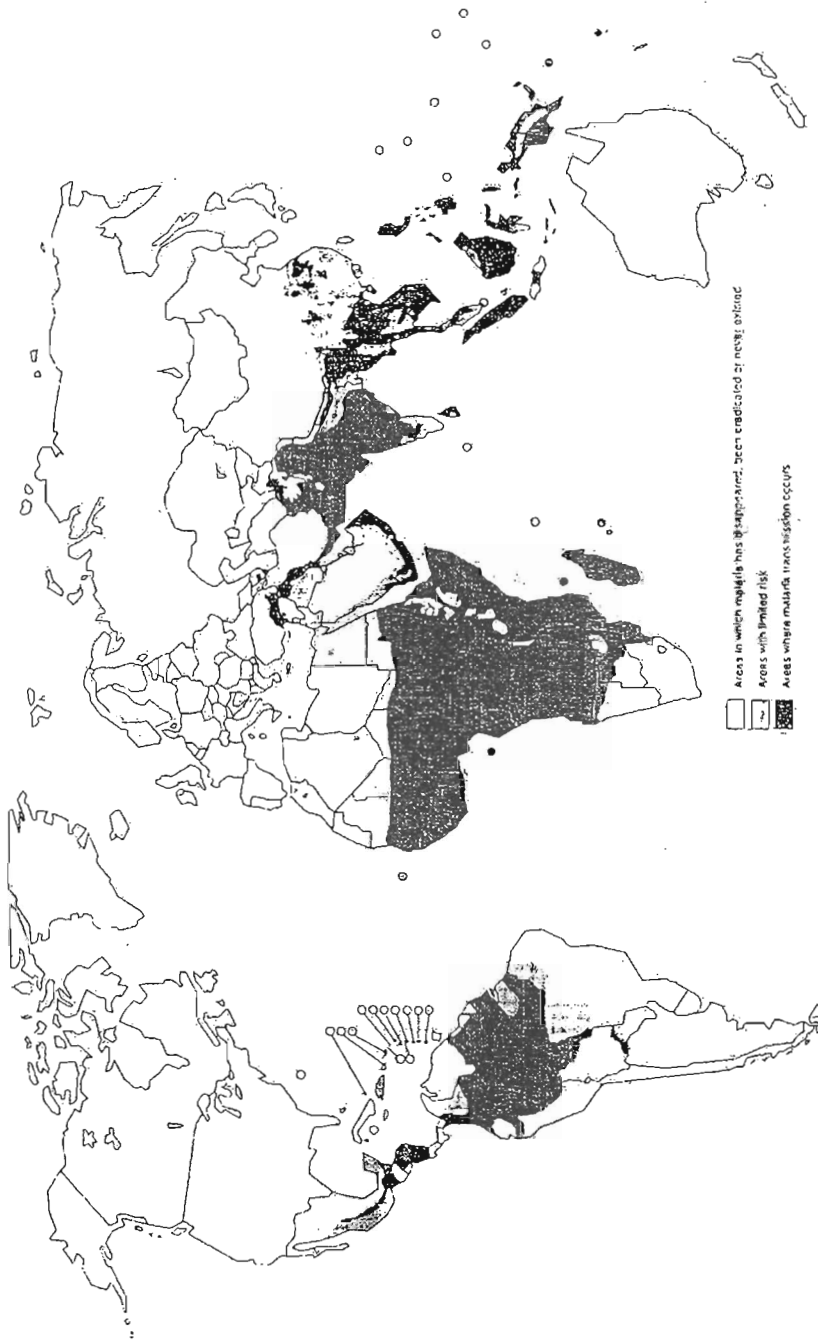 Areas in which malaria has disappeared, been eradicated or never existed
Areas with limited risk
Areas where malaria transmission occurs